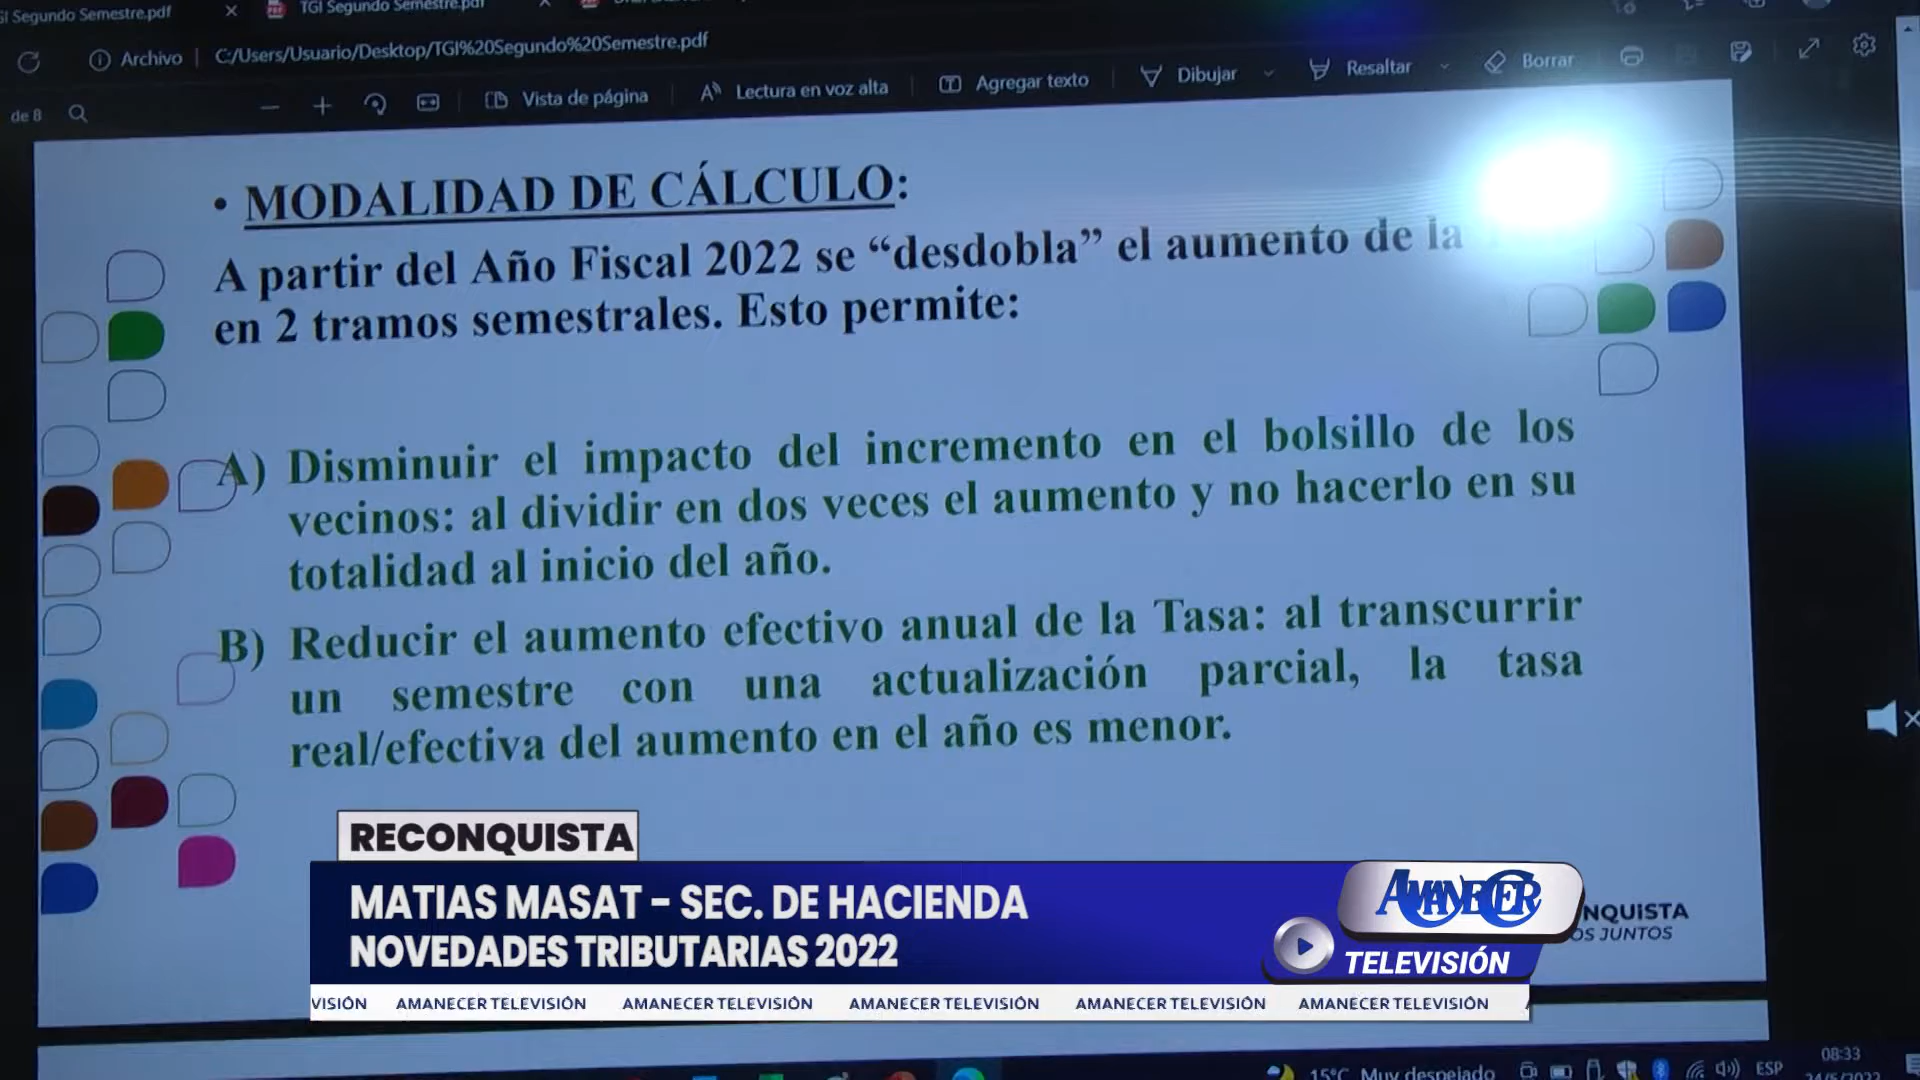 I Segundo Semestre.pdf
TGI Segundo Semestre.pdf
Archivo
C:/Users/Usuario/Desktop/TGI%20Segundo%20Semestre.pdf
de 8
Vista de página
Lectura en voz alta
Agregar texto
Dibujar
Resaltar
Borrar
• MODALIDAD DE CÁLCULO:
A partir del Año Fiscal 2022 se “desdobla” el aumento de la
en 2 tramos semestrales. Esto permite:
A) Disminuir el impacto del incremento en el bolsillo de los
vecinos: al dividir en dos veces el aumento y no hacerlo en su
totalidad al inicio del año.
B) Reducir el aumento efectivo anual de la Tasa: al transcurrir
un semestre con una actualización parcial, la tasa
real/efectiva del aumento en el año es menor.
RECONQUISTA
MATIAS MASAT - SEC. DE HACIENDA
NOVEDADES TRIBUTARIAS 2022
AMANECER
TELEVISIÓN
NQUISTA
OS JUNTOS
VISIÓN AMANECER TELEVISIÓN AMANECER TELEVISIÓN AMANECER TELEVISIÓN AMANECER TELEVISIÓN AMANECER TELEVISIÓN
15°C Muy despejado
ESP
08:33
24/5/2022